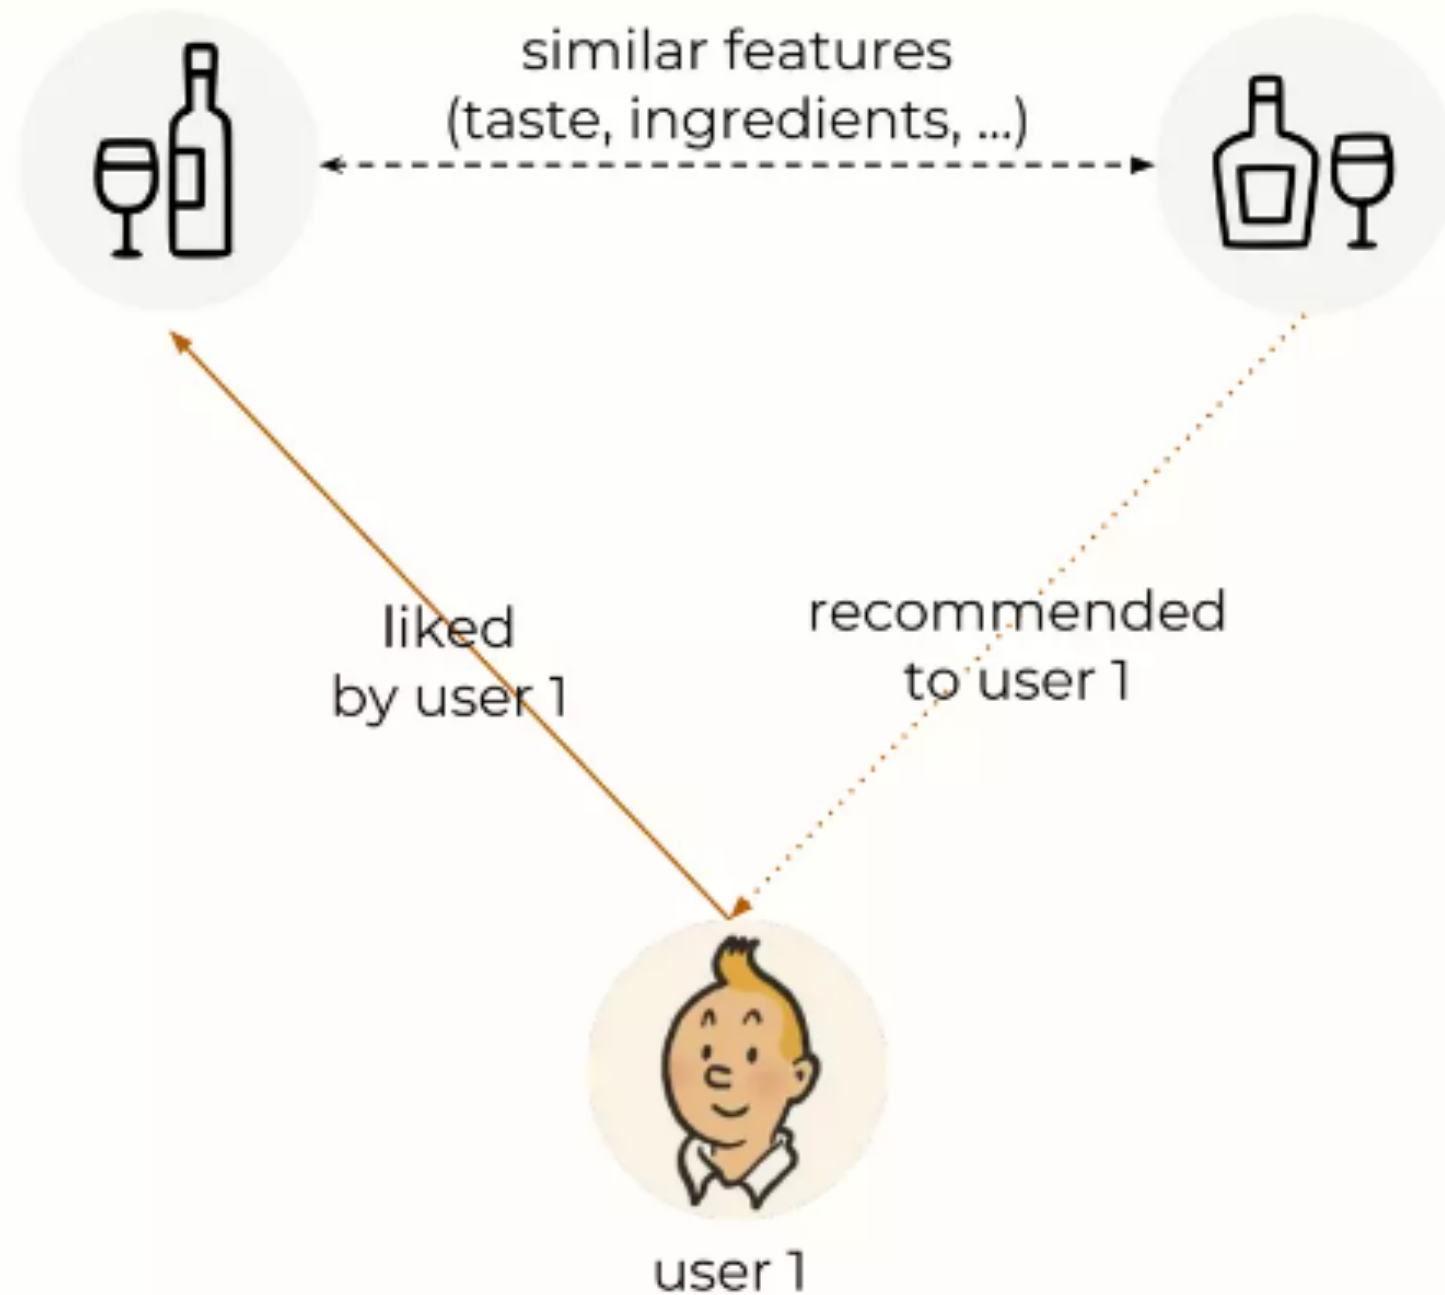 similar features
(taste, ingredients, ...)
liked
by user 1
recommended
to user 1
user 1